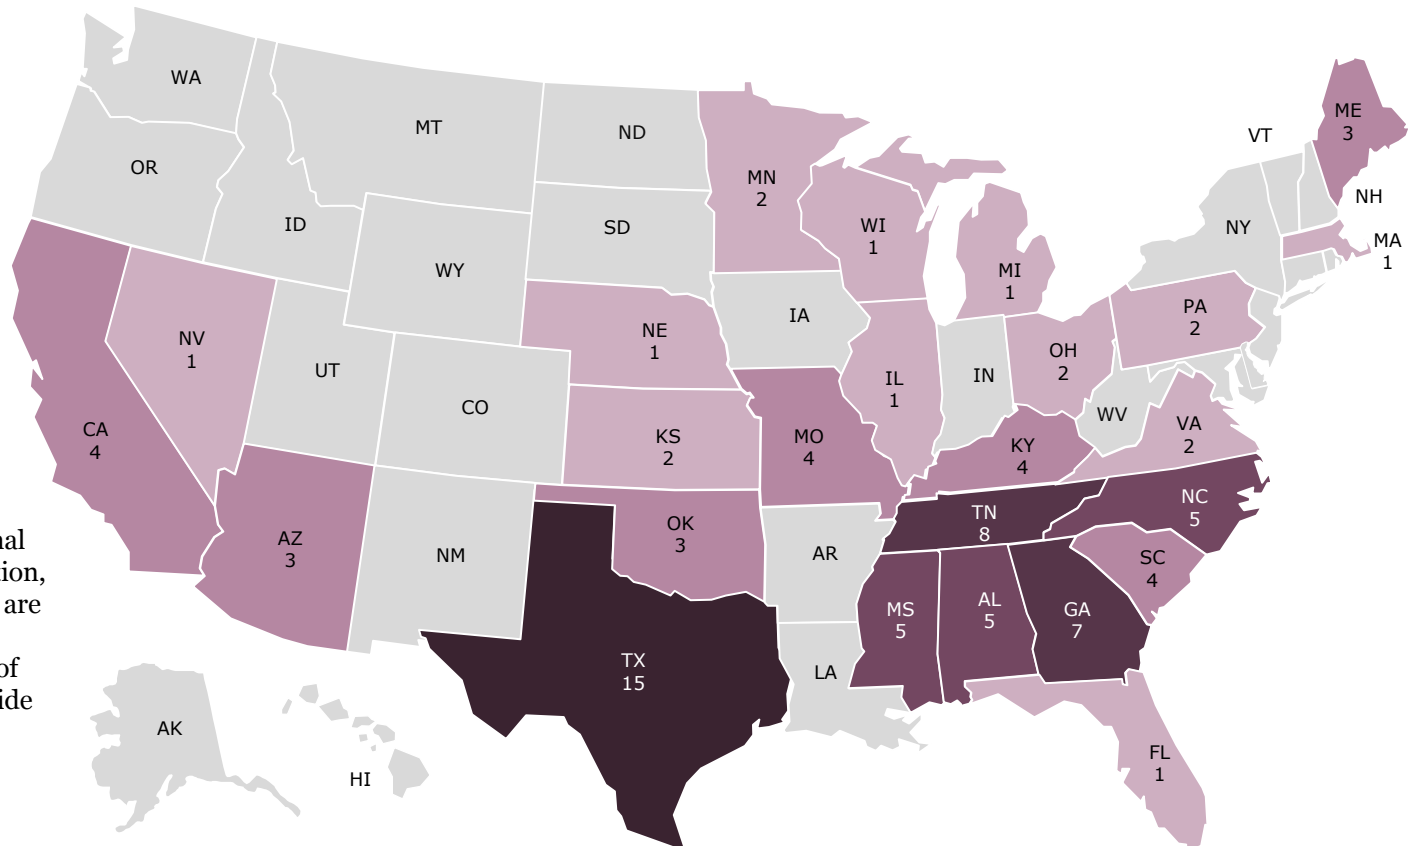 WA
OR
MT
ID
ND
SD
WY
MN
2
WI
1
MI
1
VT
ME
3
NH
NY
MA
1
IA
NE
1
PA
2
NV
1
UT
CO
IL
1
IN
OH
2
WV
CA
4
KS
2
MO
4
KY
4
VA
2
AZ
3
NM
OK
3
AR
TN
8
NC
5
SC
4
MS
5
AL
5
GA
7
TX
15
LA
FL
1
AK
HI
are
of